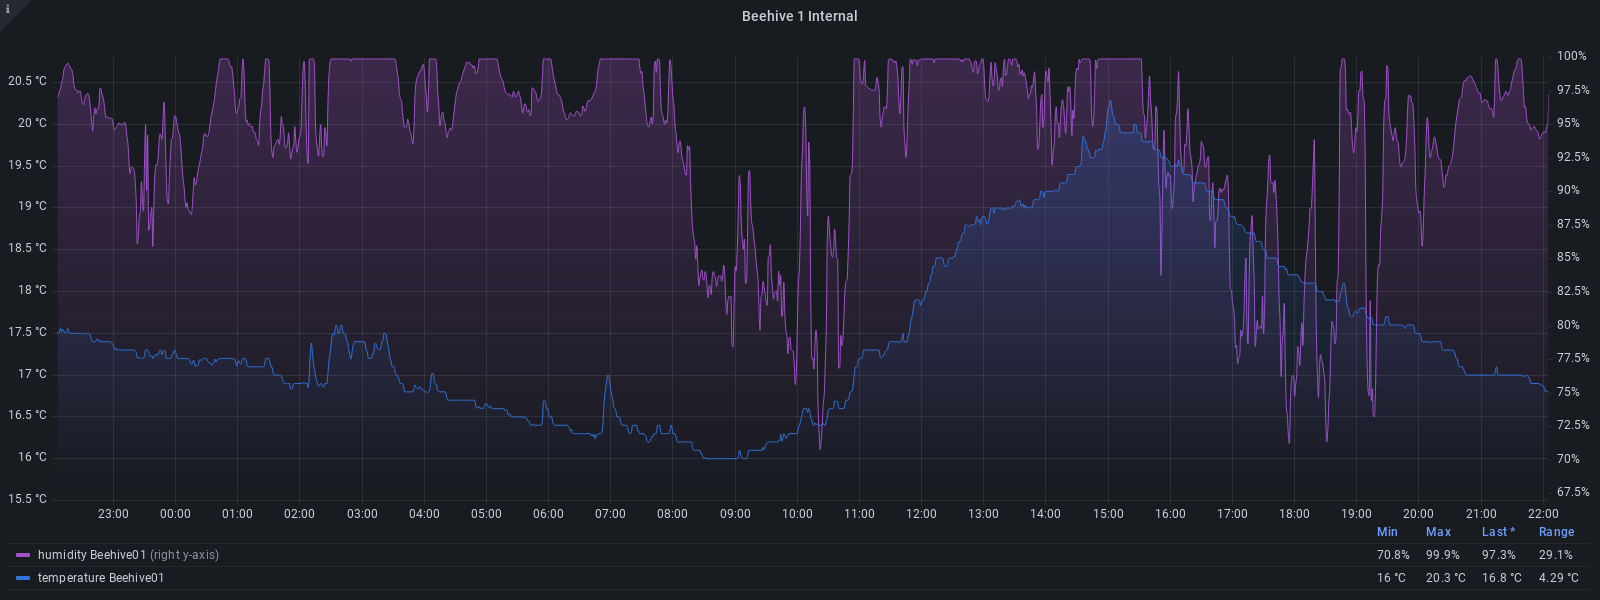 i
Beehive 1 Internal
20.5 °C
20 °C
19.5 °C
19 °C
18.5 °C
18 °C
17.5 °C
17 °C
16.5 °C
16 °C
15.5 °C
100%
97.5%
95%
92.5%
90%
87.5%
85%
82.5%
80%
77.5%
75%
72.5%
70%
67.5%
23:00 00:00 01:00 02:00 03:00 04:00 05:00 06:00 07:00 08:00 09:00 10:00 11:00 12:00 13:00 14:00 15:00 16:00 17:00 18:00 19:00 20:00 21:00 22:00
Min Max Last * Range
humidity Beehive01 (right y-axis) 70.8% 99.9% 97.3% 29.1%
temperature Beehive01 16 °C 20.3 °C 16.8 °C 4.29 °C